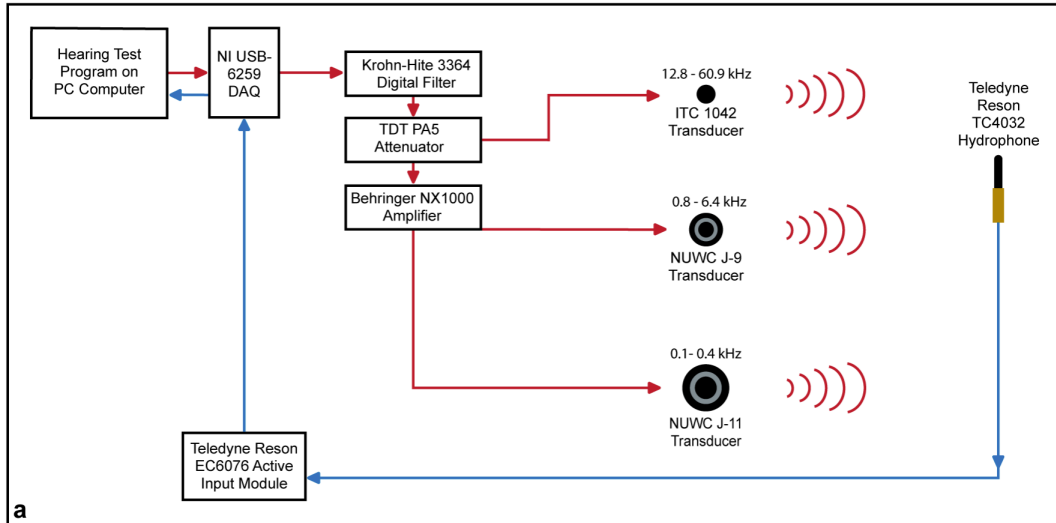 Hearing Test
Program on
PC Computer
NI USB-
6259
DAQ
Krohn-Hite 3364
Digital Filter
TDT PA5
Attenuator
Behringer NX1000
Amplifier
12.8 - 60.9 kHz
ITC 1042
Transducer
0.8 - 6.4 kHz
NUWC J-9
Transducer
0.1- 0.4 kHz
NUWC J-11
Transducer
Teledyne
Reson
TC4032
Hydrophone
Teledyne Reson
EC6076 Active
Input Module
a